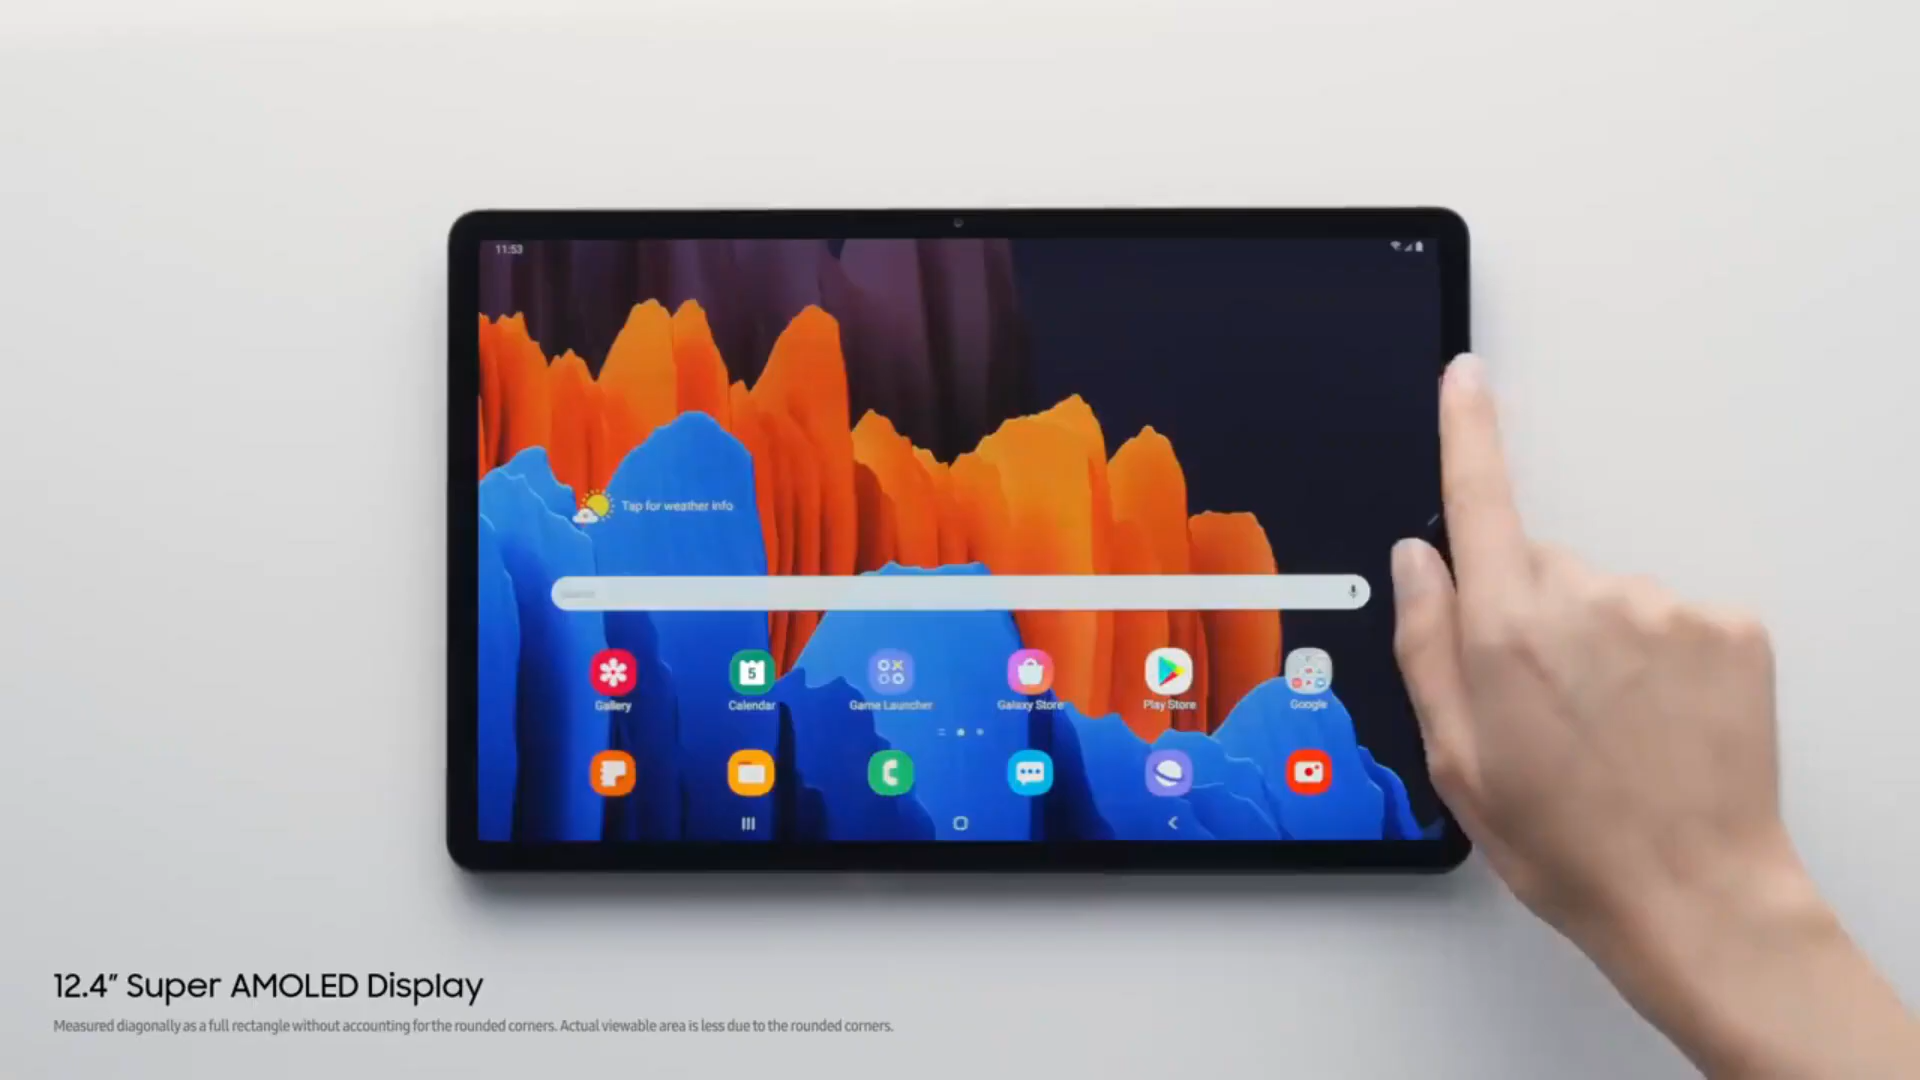 11:53
Tap for weather info
5
Gallery
Calendar
Game Launcher
Galaxy Store
Play Store
Google
12.4” Super AMOLED Display
Measured diagonally as a full rectangle without accounting for the rounded corners. Actual viewable area is less due to the rounded corners.